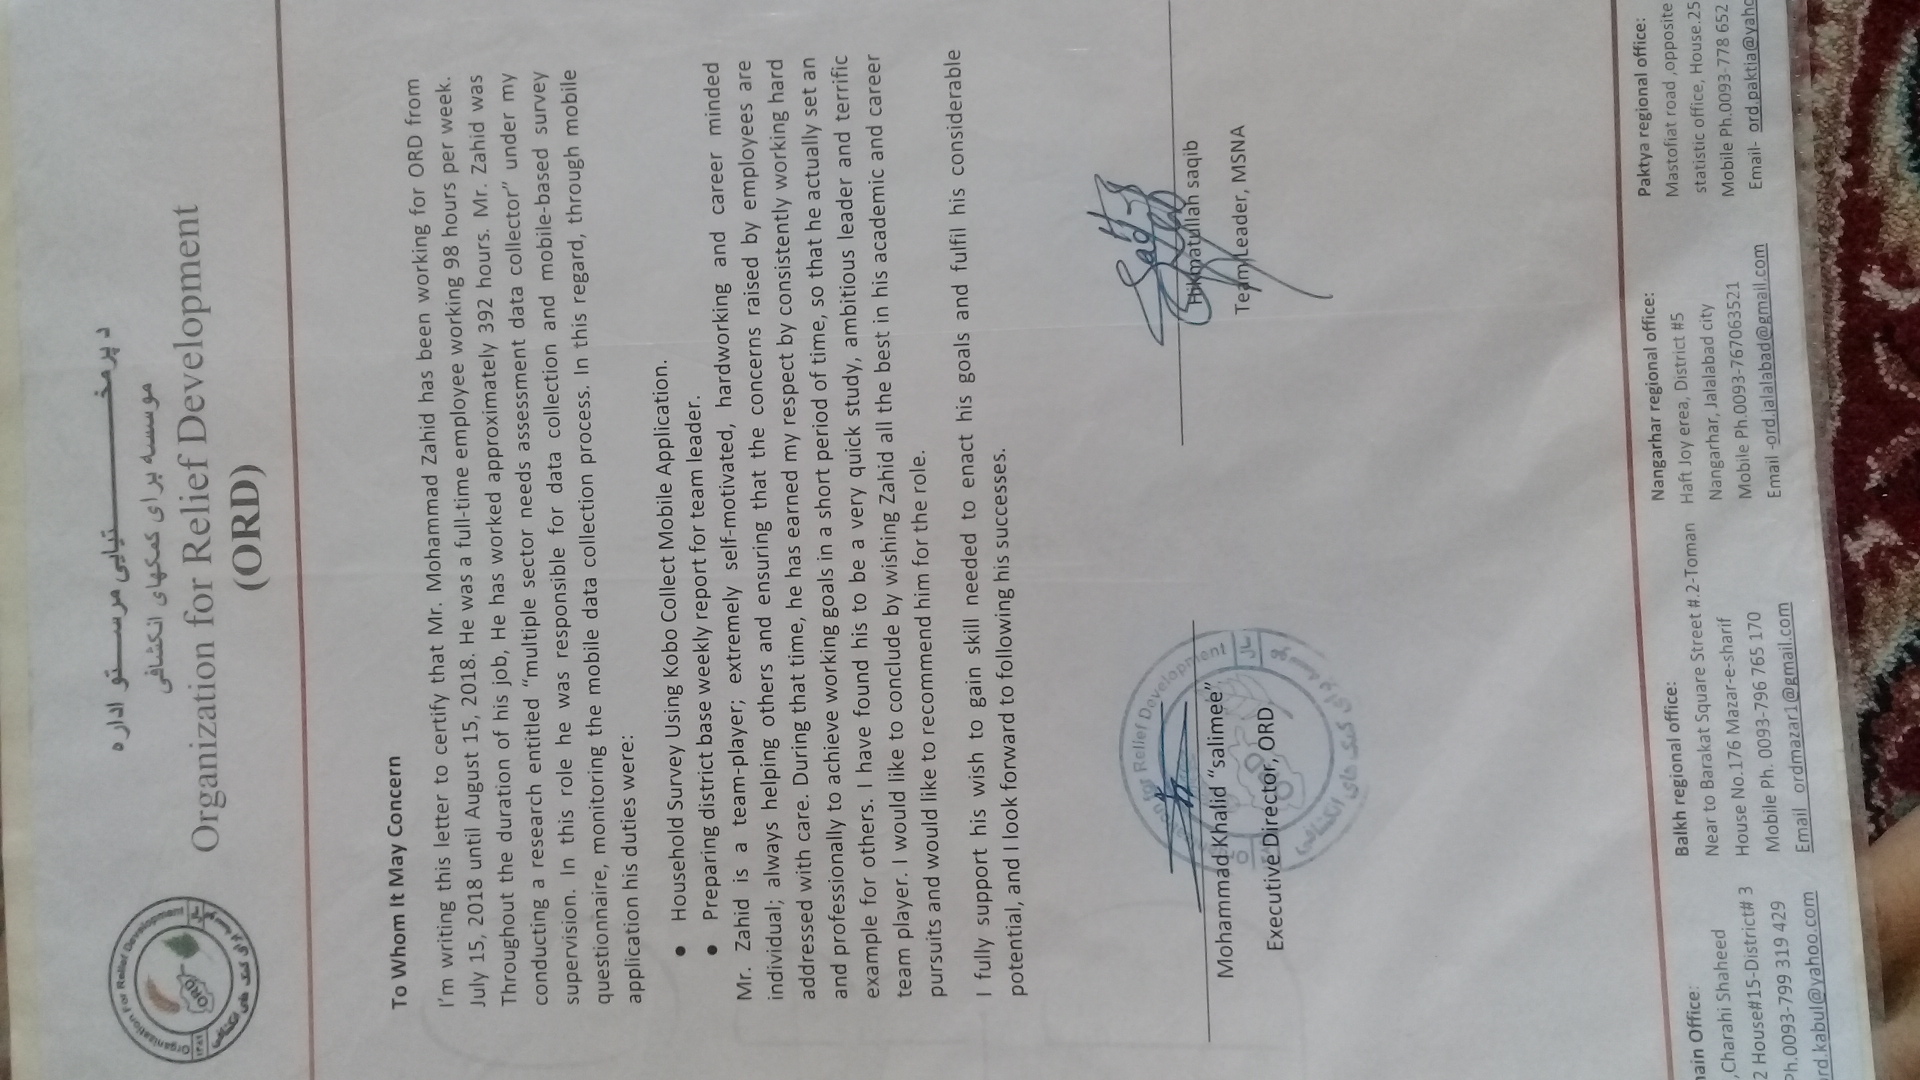 Organization For Relief Development
ORD
١٣٨٩
موسسه برای کمک های انکشافی
د پرمختیایی مرستو اداره
موسسه برای کمکهای انکشافی
Organization for Relief Development
(ORD)
To Whom It May Concern
I’m writing this letter to certify that Mr. Mohammad Zahid has been working for ORD from
July 15, 2018 until August 15, 2018. He was a full-time employee working 98 hours per week.
Throughout the duration of his job, He has worked approximately 392 hours. Mr. Zahid was
conducting a research entitled “multiple sector needs assessment data collector” under my
supervision. In this role he was responsible for data collection and mobile-based survey
questionnaire, monitoring the mobile data collection process. In this regard, through mobile
application his duties were:
● Household Survey Using Kobo Collect Mobile Application.
● Preparing district base weekly report for team leader.
Mr. Zahid is a team-player; extremely self-motivated, hardworking and career minded
individual; always helping others and ensuring that the concerns raised by employees are
addressed with care. During that time, he has earned my respect by consistently working hard
and professionally to achieve working goals in a short period of time, so that he actually set an
example for others. I have found his to be a very quick study, ambitious leader and terrific
team player. I would like to conclude by wishing Zahid all the best in his academic and career
pursuits and would like to recommend him for the role.
I fully support his wish to gain skill needed to enact his goals and fulfil his considerable
potential, and I look forward to following his successes.
for Relief Development
ORD
موسسه برای کمک های انکشافی
Mohammad Khalid “salimee”
Executive Director, ORD
Hikmatullah saqib
Team Leader, MSNA
Main Office:
,Charahi Shaheed
2 House#15-District# 3
Ph.0093-799 319 429
ord.kabul@yahoo.com
Balkh regional office:
Near to Barakat Square Street #.2-Toman
House No.176 Mazar-e-sharif
Mobile Ph. 0093-796 765 170
Email ordmazar1@gmail.com
Nangarhar regional office:
Haft Joy erea, District #5
Nangarhar, Jalalabad city
Mobile Ph.0093-767063521
Email -ord.jalalabad@gmail.com
Paktya regional office:
Mastofiat road ,opposite
statistic office, House.25
Mobile Ph.0093-778 652
Email- ord.paktia@yaho